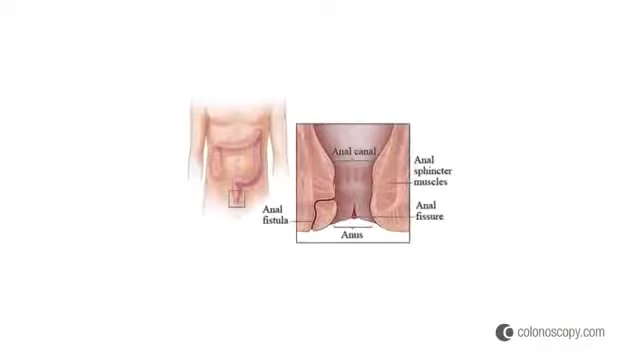 Anal canal
Anal
sphincter
muscles
Anal
fistula
Anal
fissure
Anus
colonoscopy.com